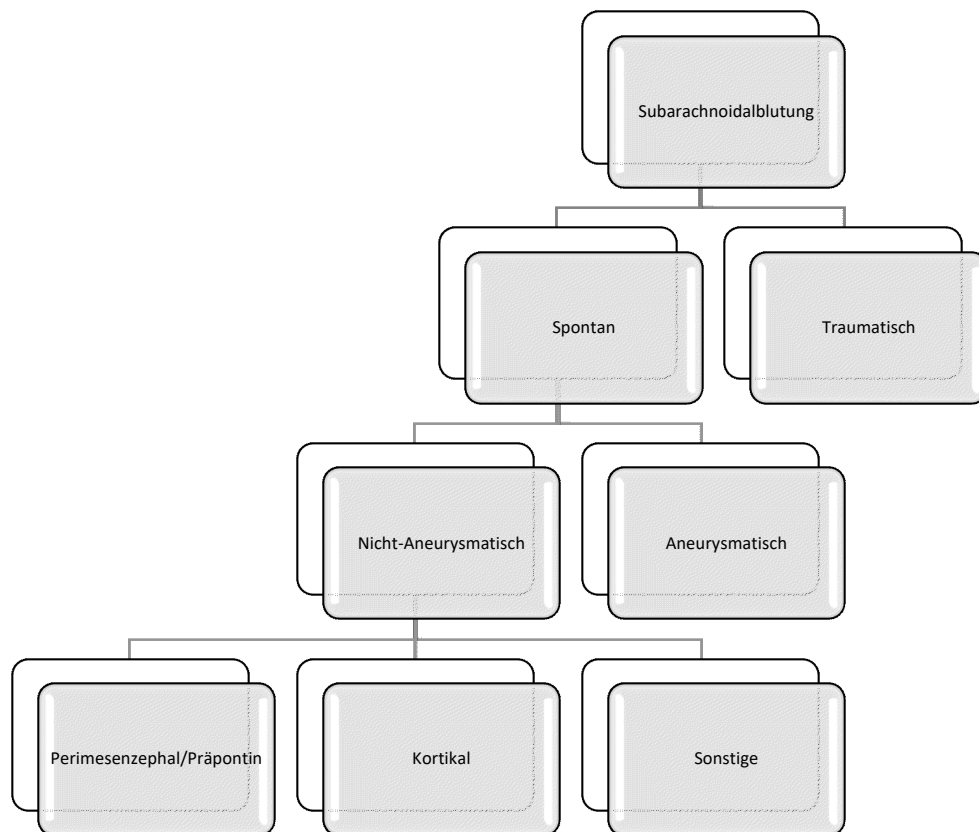 Subarachnoidalblutung
Spontan
Traumatisch
Nicht-Aneurysmatisch
Aneurysmatisch
Perimesenzephal/Präpontin
Kortikal
Sonstige